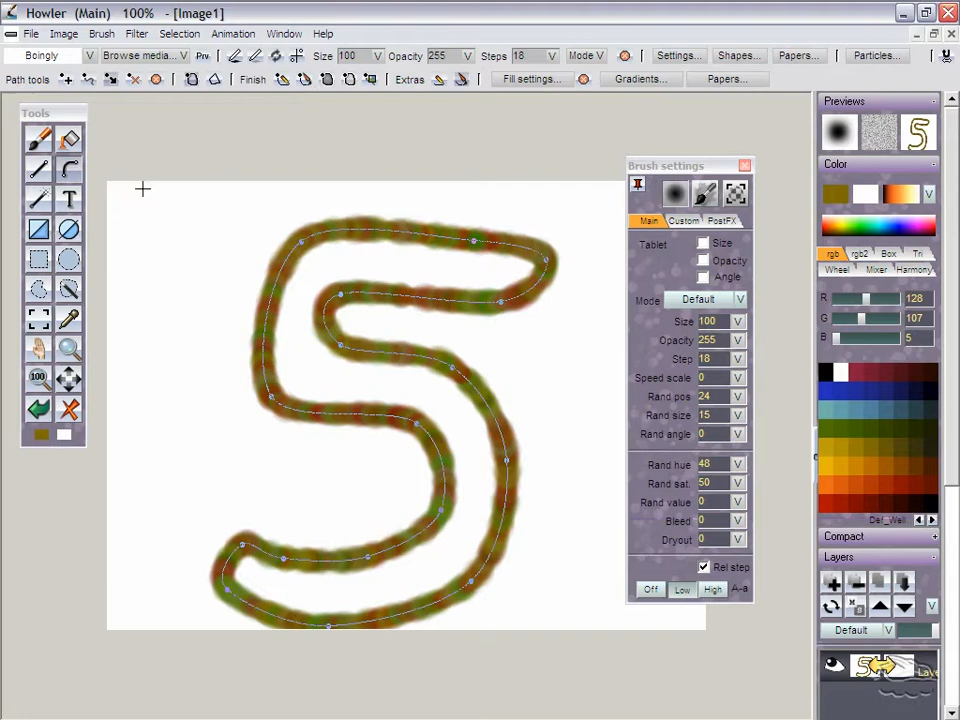 Howler (Main) 100% - [Image1]
File Image Brush Filter Selection Animation Window Help
Boingly Browse media... Prv Size 100 Opacity 255 Steps 18 Mode Settings... Shapes... Papers... Particles...
Path tools Finish Extras Fill settings... Gradients... Papers...
Tools
T
100
Brush settings
Main Custom PostFX
Tablet Size
Opacity
Angle
Mode Default
Size 100
Opacity 255
Step 18
Speed scale 0
Rand pos 24
Rand size 15
Rand angle 0
Rand hue 48
Rand sat. 50
Rand value 0
Bleed 0
Dryout 0
Rel step
Off Low High A-a
Previews
Color
rgb rgb2 Box Tri
Wheel Mixer Harmony
R 128
G 107
B 5
Def_Well
Compact
Layers
Default